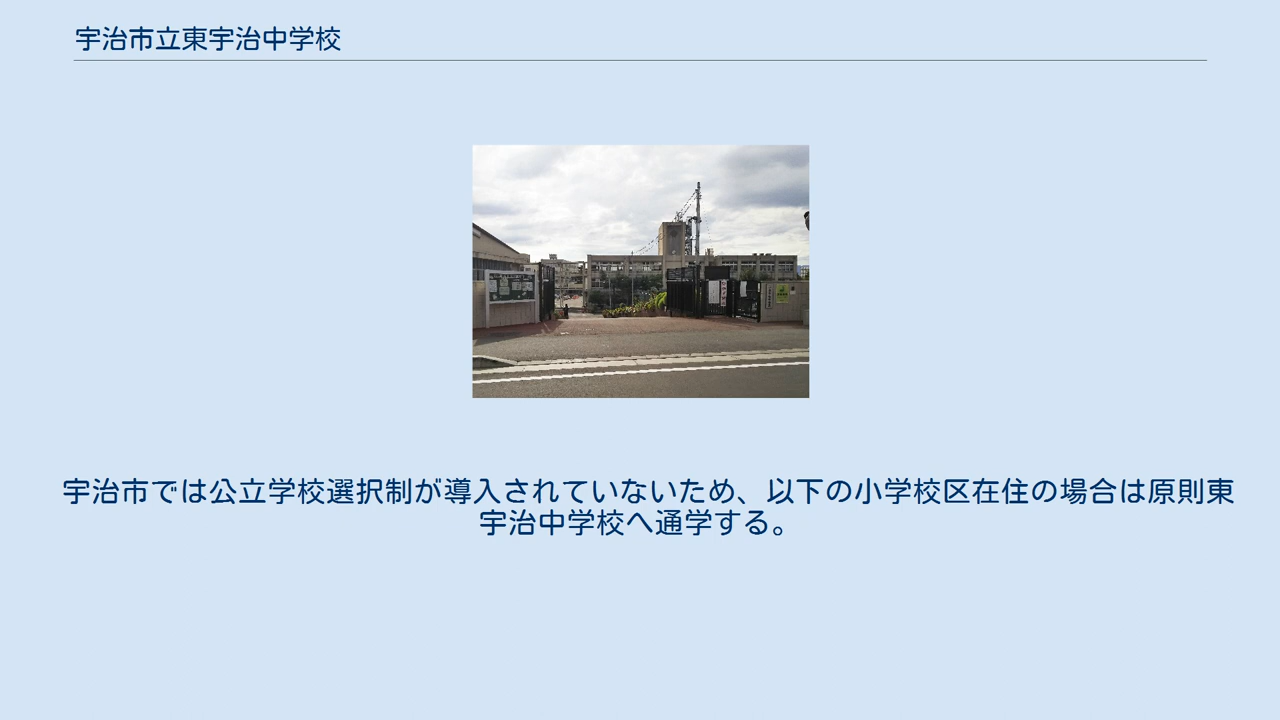 宇治市立東宇治中学校
宇治市では公立学校選択制が導入されていないため、以下の小学校区在住の場合は原則東
宇治中学校へ通学する。